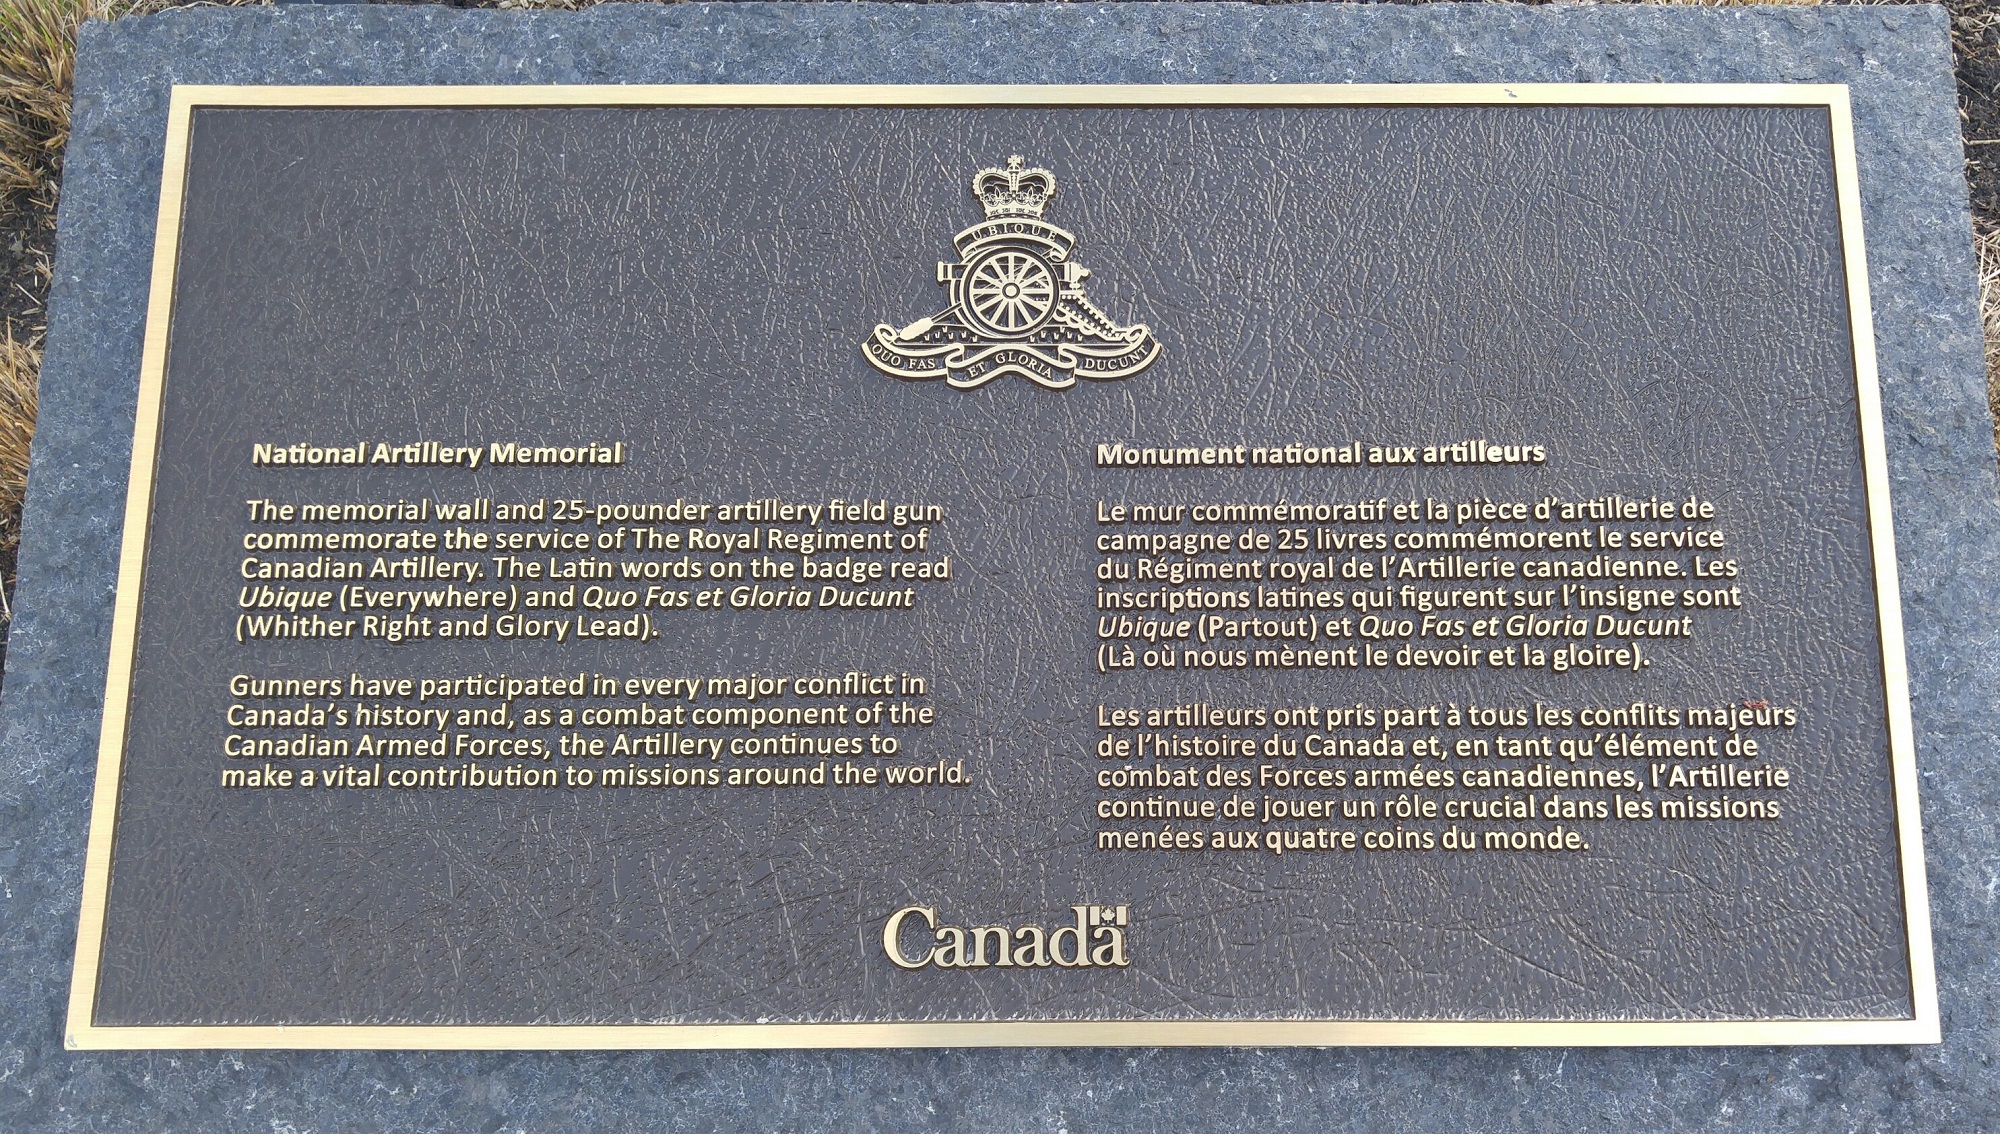 UBIQUE
QUO FAS ET GLORIA DUCUNT
National Artillery Memorial
The memorial wall and 25-pounder artillery field gun
commemorate the service of The Royal Regiment of
Canadian Artillery. The Latin words on the badge read
Ubique (Everywhere) and Quo Fas et Gloria Ducunt
(Whither Right and Glory Lead).
Gunners have participated in every major conflict in
Canada's history and, as a combat component of the
Canadian Armed Forces, the Artillery continues to
make a vital contribution to missions around the world.
Monument national aux artilleurs
Le mur commémoratif et la pièce d'artillerie de
campagne de 25 livres commémorent le service
du Régiment royal de l'Artillerie canadienne. Les
inscriptions latines qui figurent sur l'insigne sont
Ubique (Partout) et Quo Fas et Gloria Ducunt
(Là où nous mènent le devoir et la gloire).
Les artilleurs ont pris part à tous les conflits majeurs
de l'histoire du Canada et, en tant qu'élément de
combat des Forces armées canadiennes, l'Artillerie
continue de jouer un rôle crucial dans les missions
menées aux quatre coins du monde.
Canada